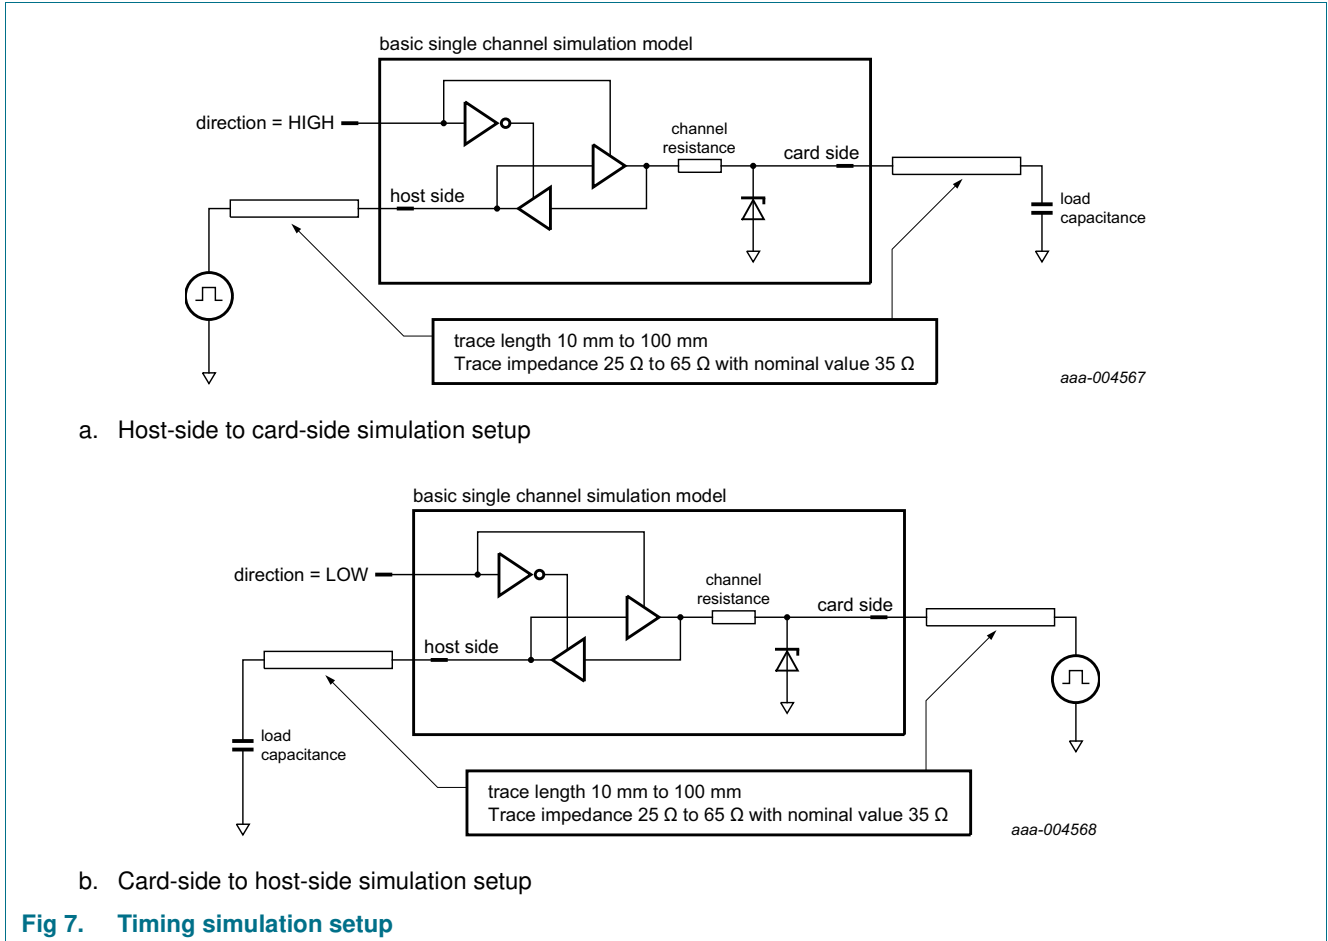 basic single channel simulation model
direction = HIGH
channel
resistance
card side
host side
load
capacitance
trace length 10 mm to 100 mm
Trace impedance 25 Ω to 65 Ω with nominal value 35 Ω
aaa-004567
a. Host-side to card-side simulation setup
basic single channel simulation model
direction = LOW
channel
resistance
card side
host side
load
capacitance
trace length 10 mm to 100 mm
Trace impedance 25 Ω to 65 Ω with nominal value 35 Ω
aaa-004568
b. Card-side to host-side simulation setup
Fig 7. Timing simulation setup